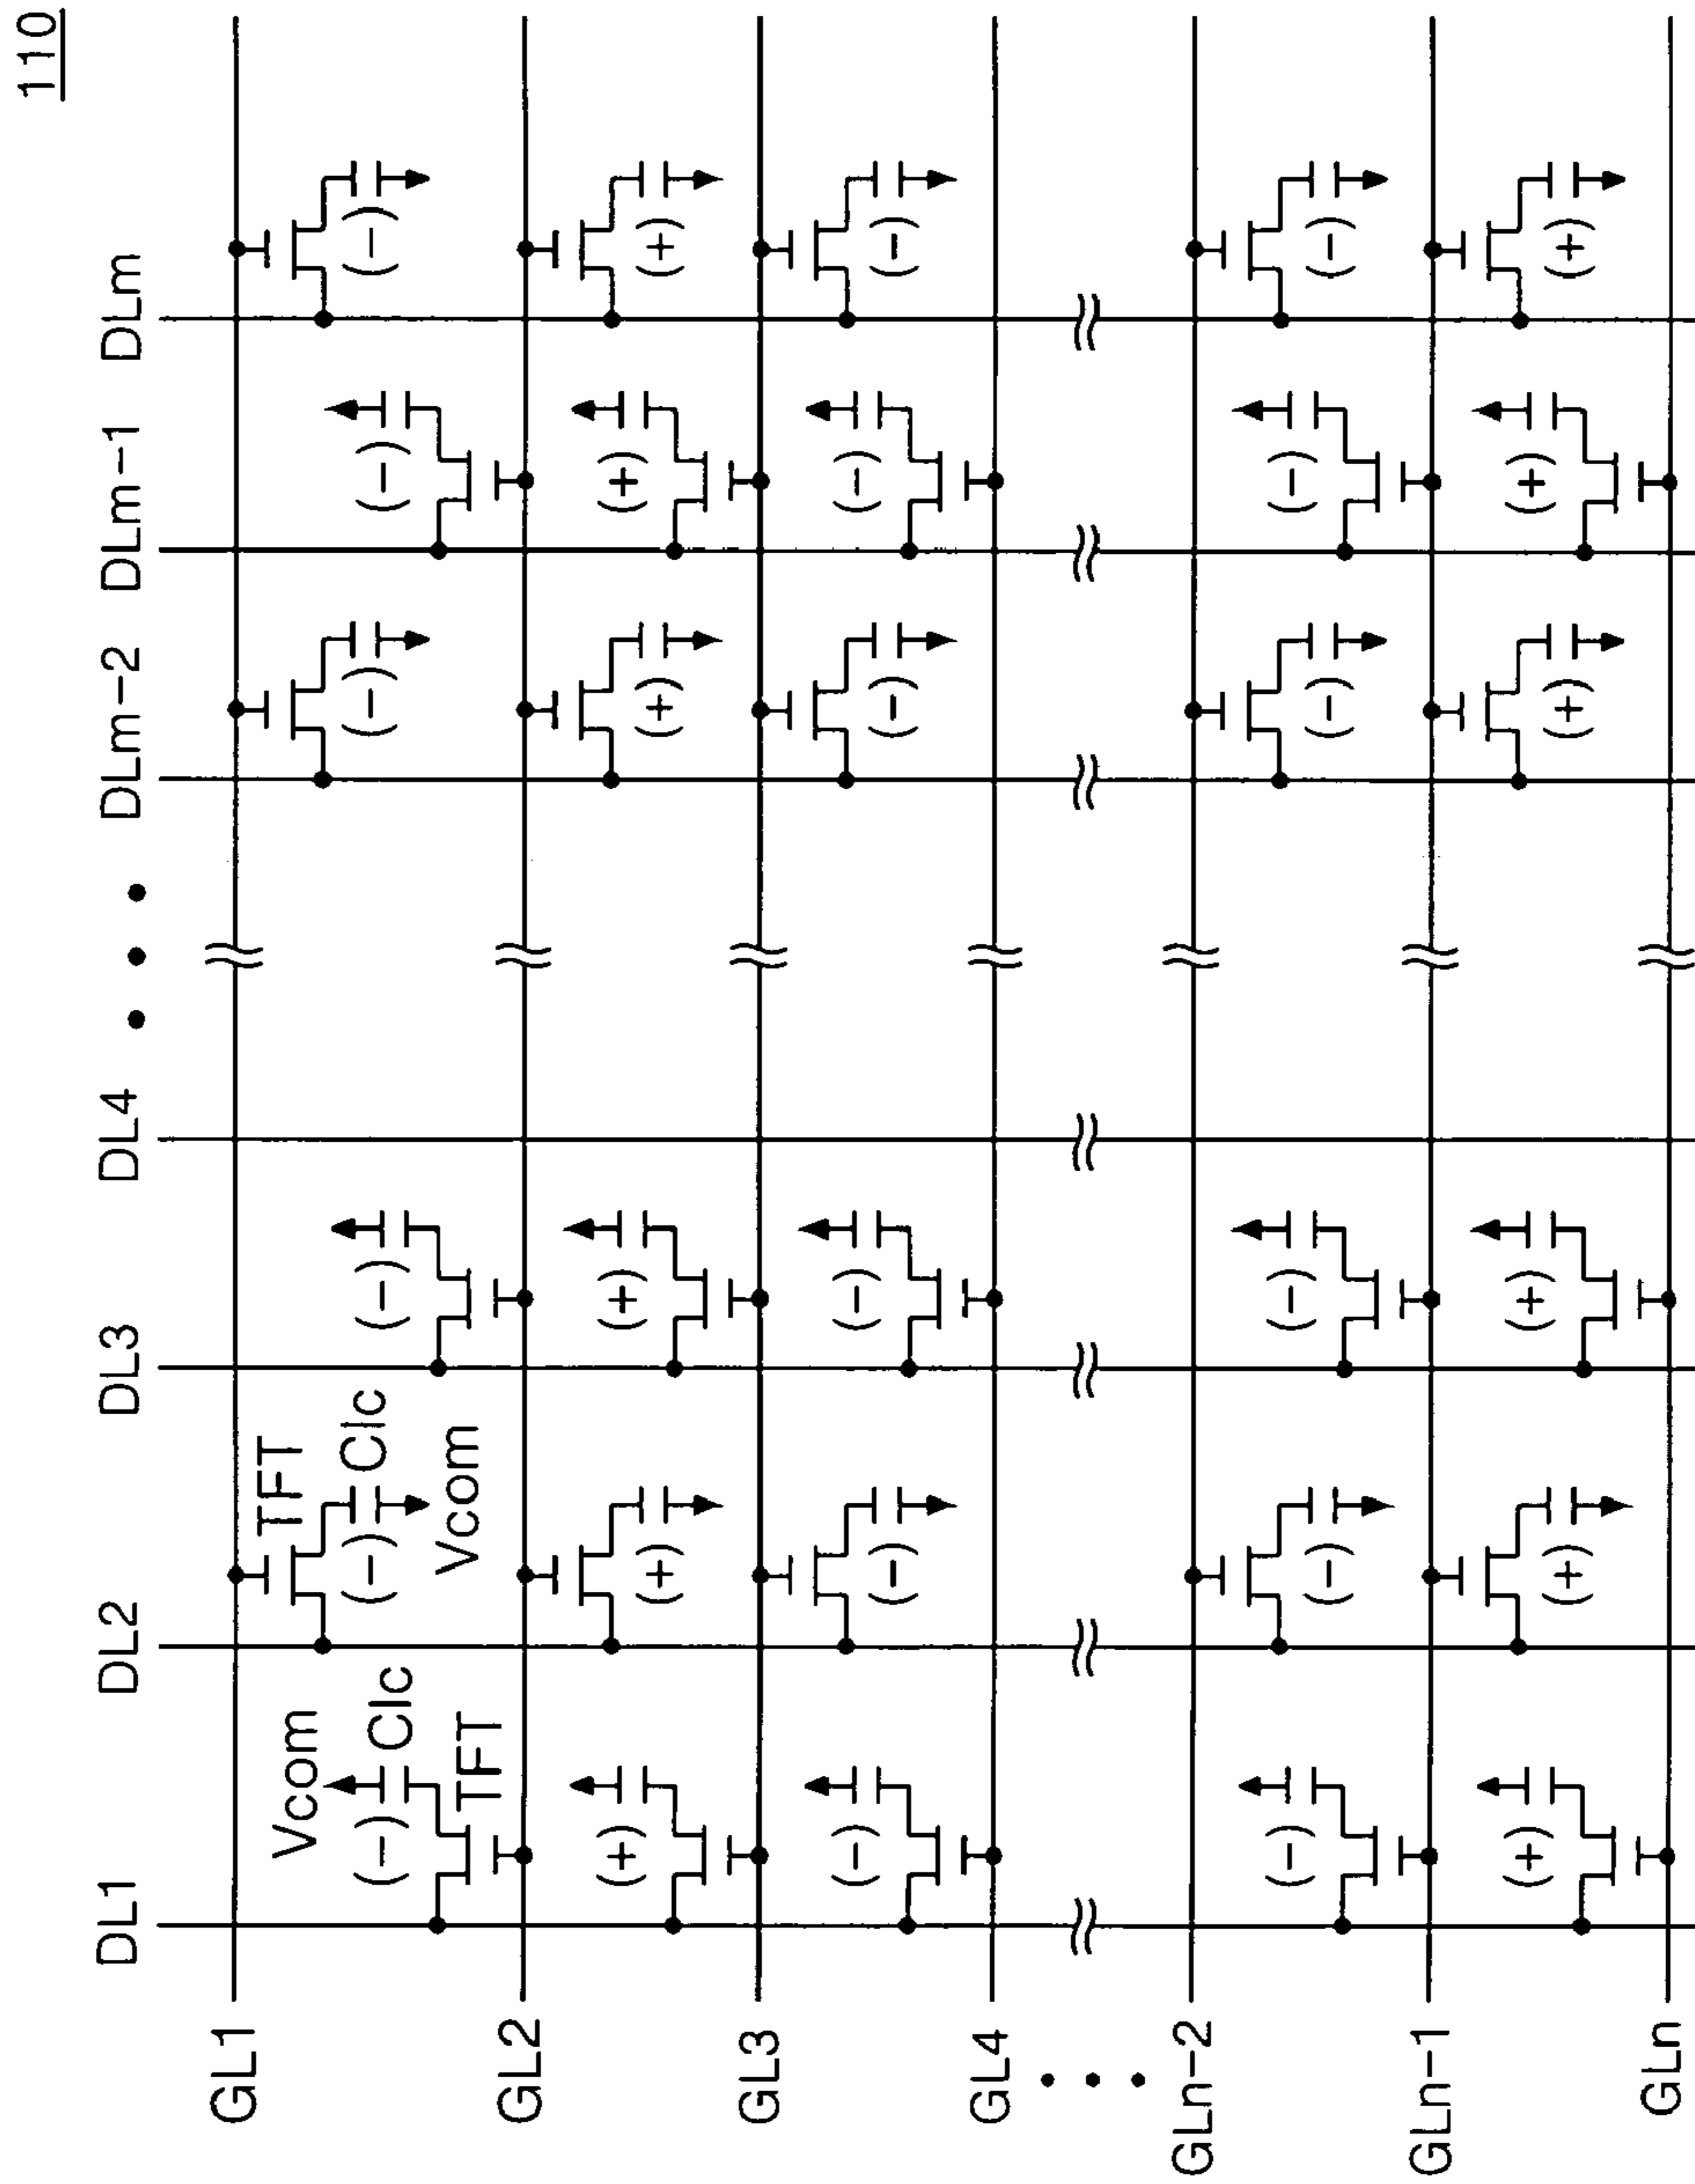 110
DL1 DL2 DL3 DL4 • • • DLm-2 DLm-1 DLm
GL1
Vcom TFT
(-) Clc (-) Clc (-) (-) (-) (-)
TFT Vcom
GL2
(+) (+) (+) (+) (+) (+)
GL3
(-) (-) (-) (-) (-) (-)
GL4
•
•
•
GLn-2
(-) (-) (-) (-) (-) (-)
GLn-1
(+) (+) (+) (+) (+) (+)
GLn